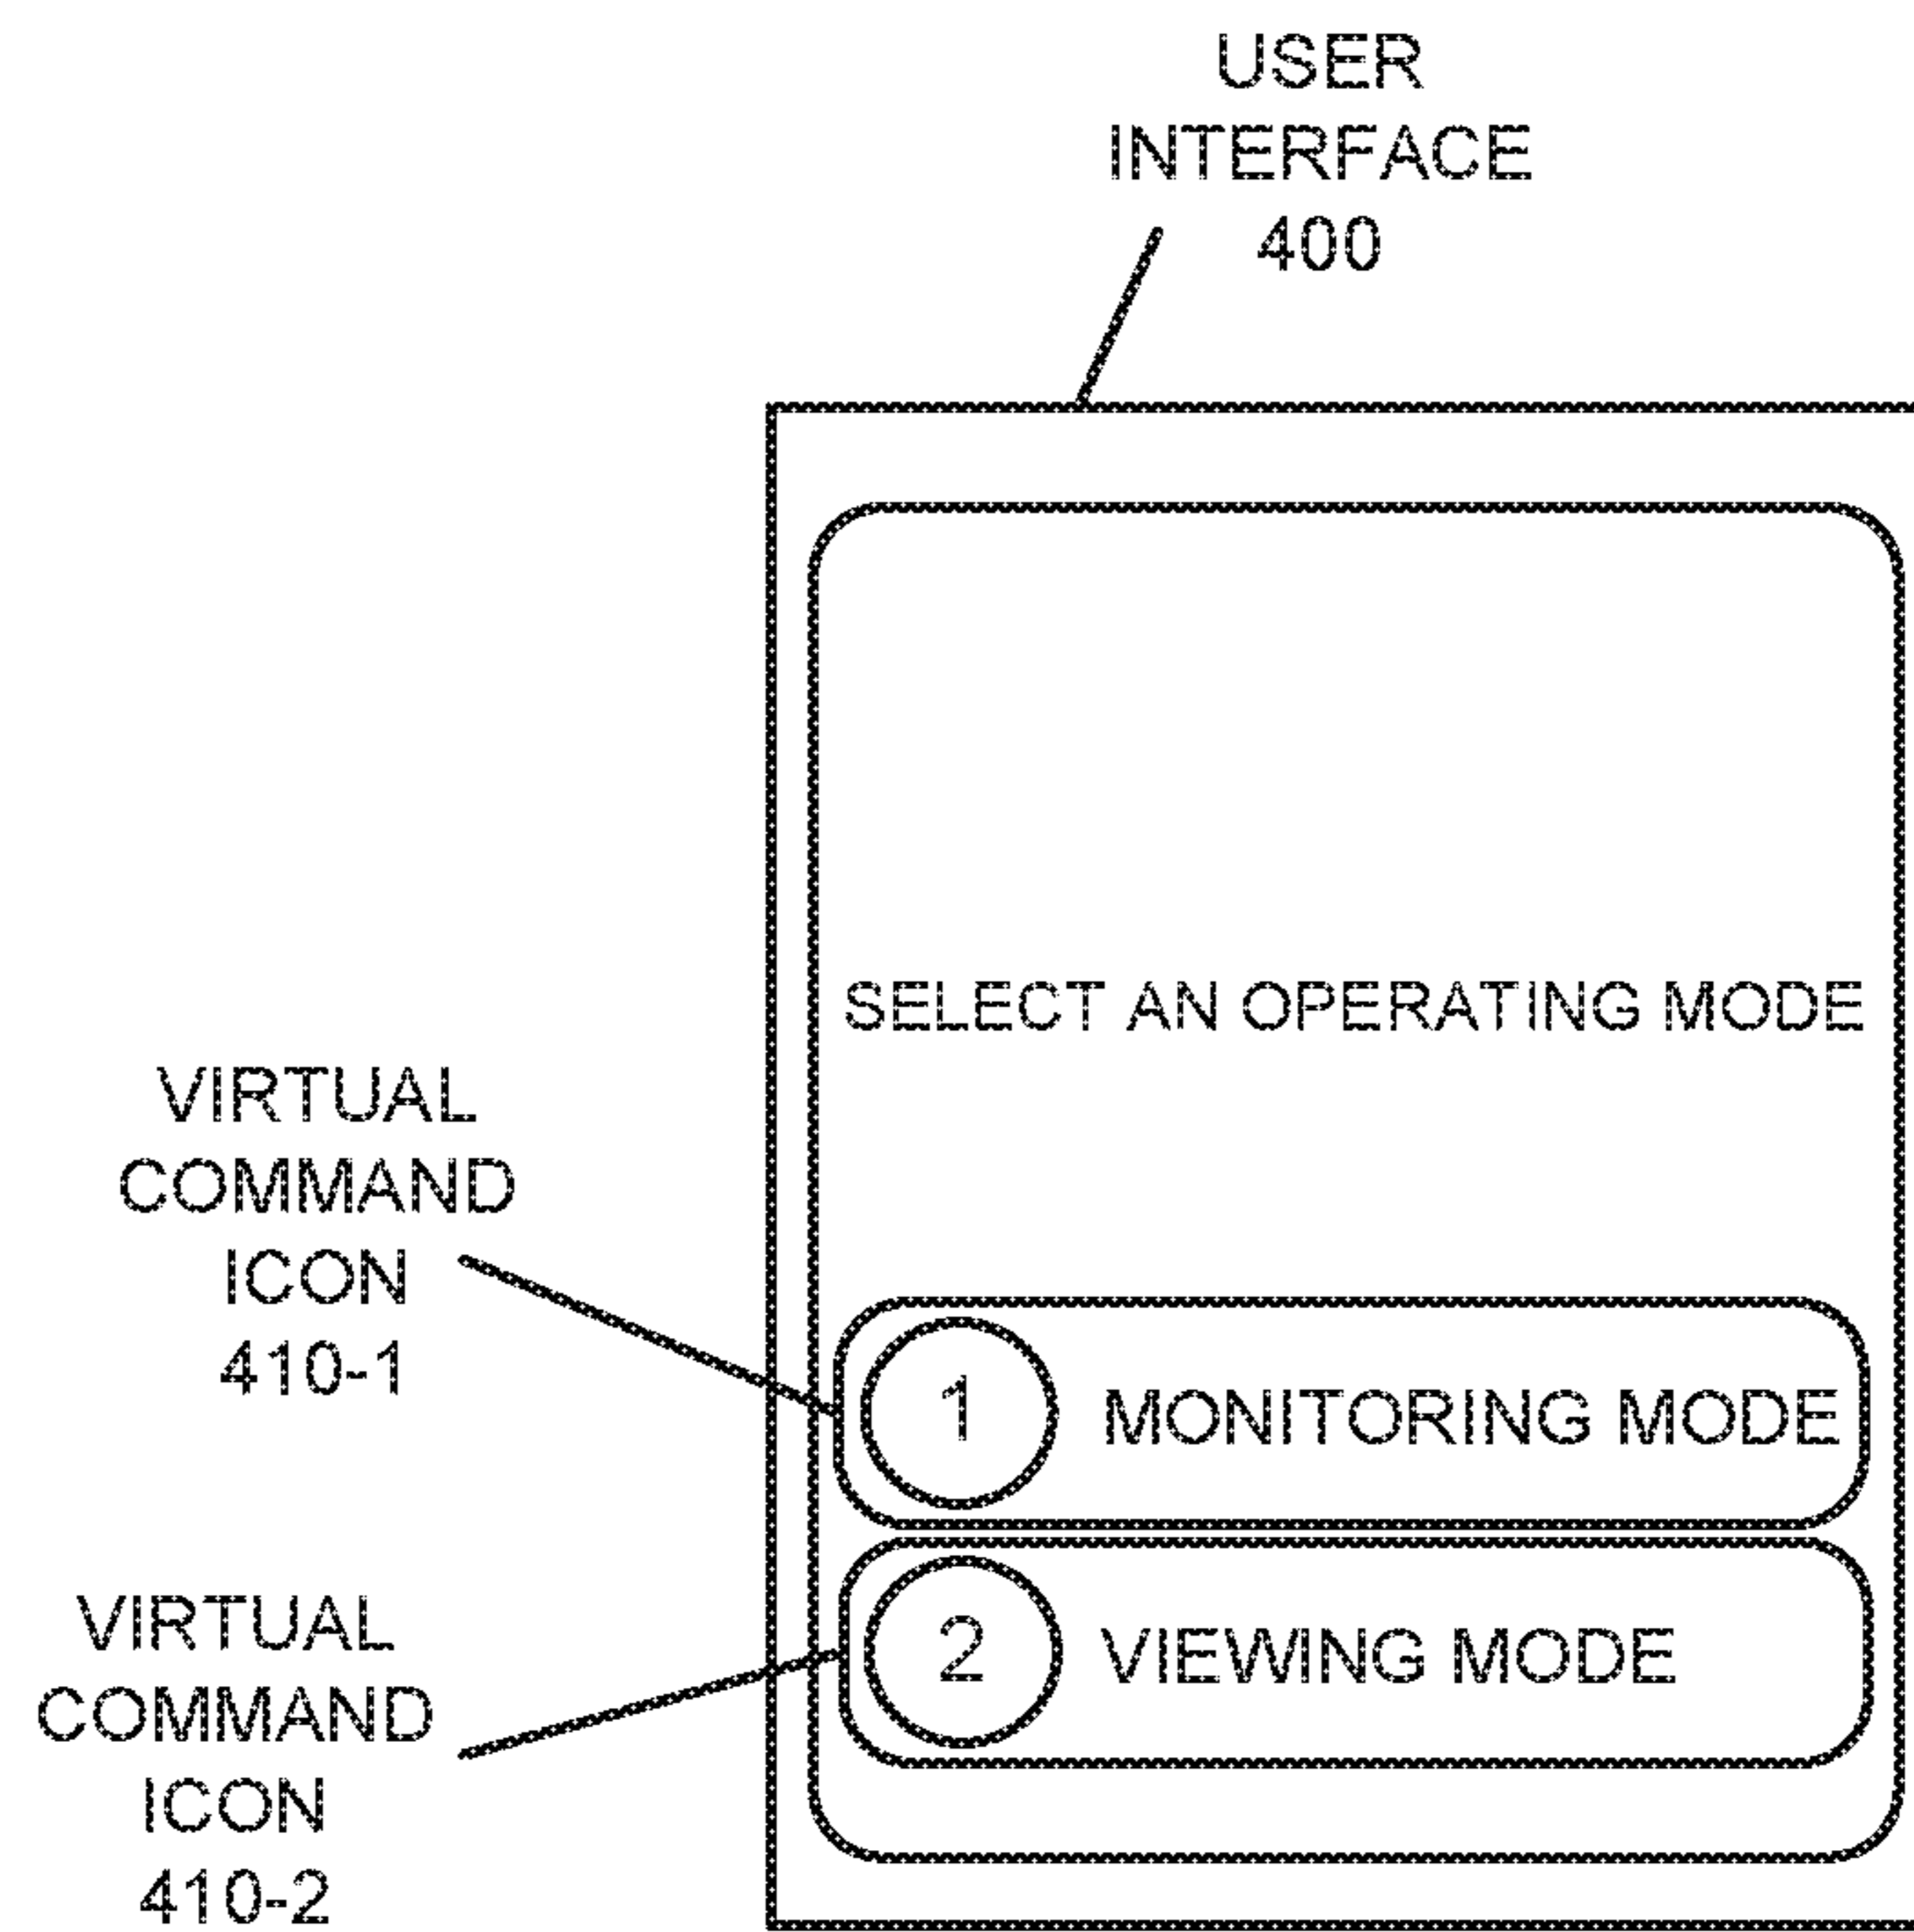 USER
INTERFACE
400
SELECT AN OPERATING MODE
VIRTUAL
COMMAND
ICON
410-1
1 MONITORING MODE
VIRTUAL
COMMAND
ICON
410-2
2 VIEWING MODE